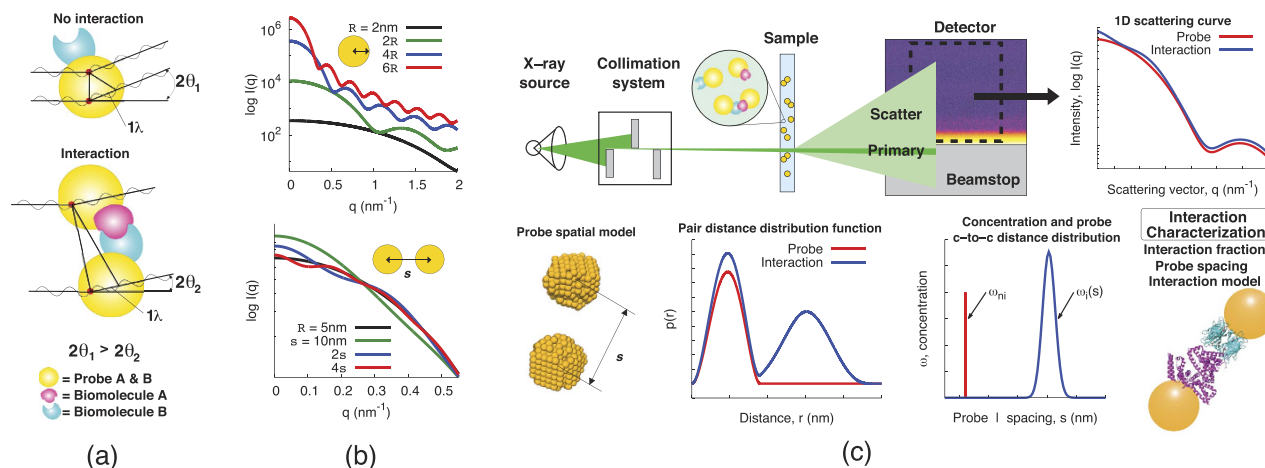 No interaction
2θ1
1λ
Interaction
2θ2
1λ
2θ1 > 2θ2
= Probe A & B
= Biomolecule A
= Biomolecule B
(a)
log I(q)
10^6
10^4
10^2
R = 2nm
2R
4R
6R
0 0.5 1 1.5 2
q (nm⁻¹)
log I(q)
s
R = 5nm
s = 10nm
2s
4s
0 0.1 0.2 0.3 0.4 0.5
q (nm⁻¹)
(b)
X–ray
source
Collimation
system
Sample
Detector
Scatter
Primary
Beamstop
1D scattering curve
Probe
Interaction
Intensity, log I(q)
Scattering vector, q (nm⁻¹)
Probe spatial model
s
Pair distance distribution function
Probe
Interaction
p(r)
Distance, r (nm)
Concentration and probe
c–to–c distance distribution
ωni
ωi(s)
ω, concentration
Probe | spacing, s (nm)
Interaction
Characterization
Interaction fraction
Probe spacing
Interaction model
(c)